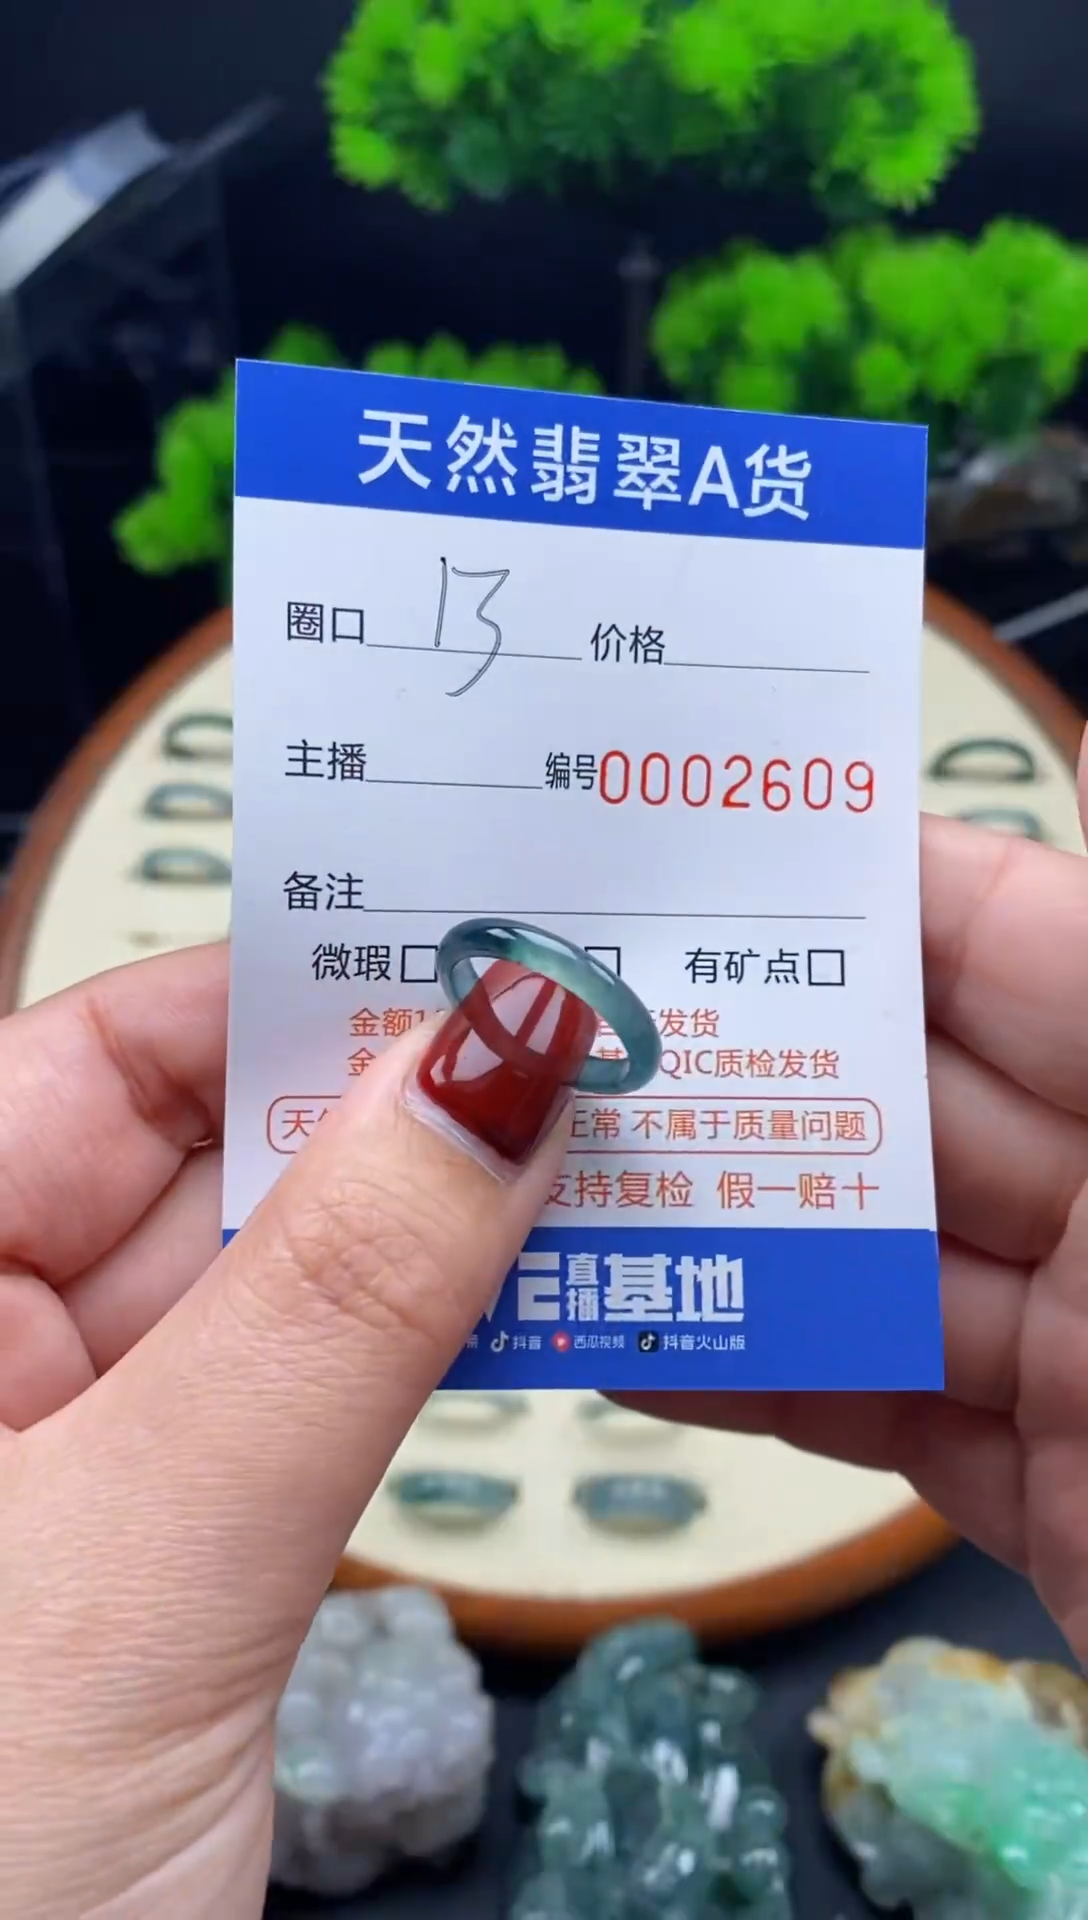 天然翡翠A货
圈口 13 价格
主播 编号0002609
备注
微瑕 有矿点
金额1 发货
金 QIC质检发货
正常 不属于质量问题
支持复检 假一赔十
直播基地
抖音 西瓜视频 抖音火山版